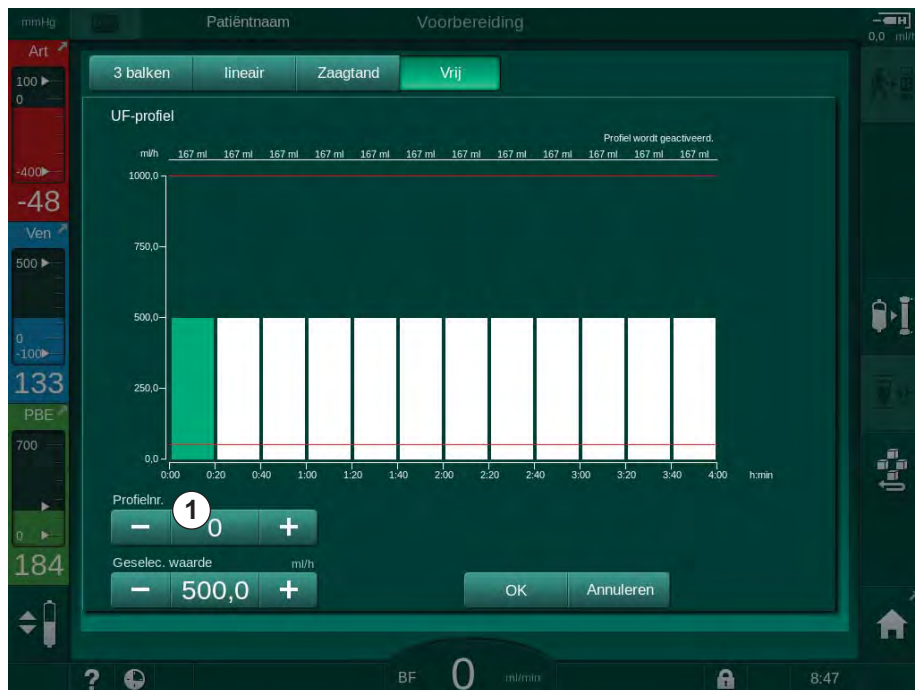 mmHg
Patiëntnaam
Voorbereiding
0,0 ml/h
Art
100
0
-400
-48
Ven
500
0
-100
133
PBE
700
0
184
3 balken
lineair
Zaagtand
Vrij
UF-profiel
Profiel wordt geactiveerd.
ml/h 167 ml 167 ml 167 ml 167 ml 167 ml 167 ml 167 ml 167 ml 167 ml 167 ml 167 ml 167 ml
1000,0
750,0
500,0
250,0
0,0
0:00 0:20 0:40 1:00 1:20 1:40 2:00 2:20 2:40 3:00 3:20 3:40 4:00 h:min
Profielnr.
1
− 0 +
Geselec. waarde ml/h
− 500,0 +
OK
Annuleren
? BF 0 ml/min 8:47